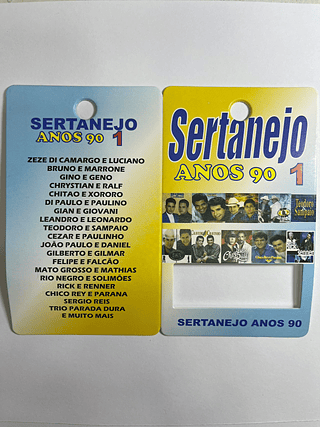 SERTANEJO
ANOS 90 1
ZEZE DI CAMARGO E LUCIANO
BRUNO E MARRONE
GINO E GENO
CHRYSTIAN E RALF
CHITAO E XORORO
DI PAULO E PAULINO
GIAN E GIOVANI
LEANDRO E LEONARDO
TEODORO E SAMPAIO
CEZAR E PAULINHO
JOÃO PAULO E DANIEL
GILBERTO E GILMAR
FELIPE E FALCÃO
MATO GROSSO E MATHIAS
RIO NEGRO E SOLIMÕES
RICK E RENNER
CHICO REY E PARANA
SERGIO REIS
TRIO PARADA DURA
E MUITO MAIS
Sertanejo
ANOS 90 1
Teodoro
Sampaio
SERTANEJO ANOS 90